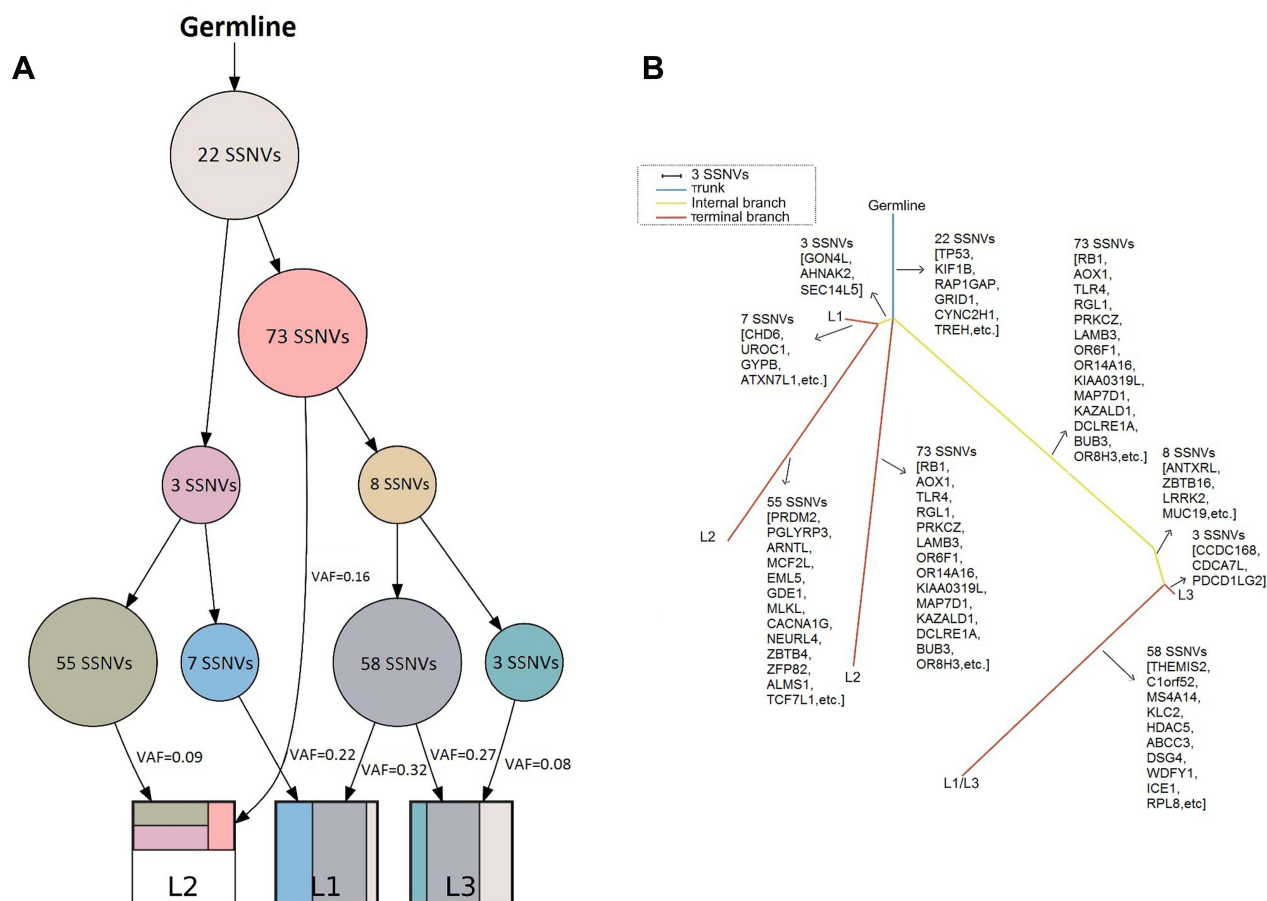 Germline
A
22 SSNVs
73 SSNVs
3 SSNVs
8 SSNVs
VAF=0.16
55 SSNVs
7 SSNVs
58 SSNVs
3 SSNVs
VAF=0.09
VAF=0.22
VAF=0.32
VAF=0.27
VAF=0.08
L2
L1
L3
B
3 SSNVs
Trunk
Internal branch
Terminal branch
Germline
3 SSNVs
[GON4L,
AHNAK2,
SEC14L5]
22 SSNVs
[TP53,
KIF1B,
RAP1GAP,
GRID1,
CYNC2H1,
TREH,etc.]
73 SSNVs
[RB1,
AOX1,
TLR4,
RGL1,
PRKCZ,
LAMB3,
OR6F1,
OR14A16,
KIAA0319L,
MAP7D1,
KAZALD1,
DCLRE1A,
BUB3,
OR8H3,etc.]
L1
7 SSNVs
[CHD6,
UROC1,
GYPB,
ATXN7L1,etc.]
8 SSNVs
[ANTXRL,
ZBTB16,
LRRK2,
MUC19,etc.]
3 SSNVs
[CCDC168,
CDCA7L,
PDCD1LG2]
L3
L2
55 SSNVs
[PRDM2,
PGLYRP3,
ARNTL,
MCF2L,
EML5,
GDE1,
MLKL,
CACNA1G,
NEURL4,
ZBTB4,
ZFP82,
ALMS1,
TCF7L1,etc.]
73 SSNVs
[RB1,
AOX1,
TLR4,
RGL1,
PRKCZ,
LAMB3,
OR6F1,
OR14A16,
KIAA0319L,
MAP7D1,
KAZALD1,
DCLRE1A,
BUB3,
OR8H3,etc.]
L2
58 SSNVs
[THEMIS2,
C1orf52,
MS4A14,
KLC2,
HDAC5,
ABCC3,
DSG4,
WDFY1,
ICE1,
RPL8,etc]
L1/L3